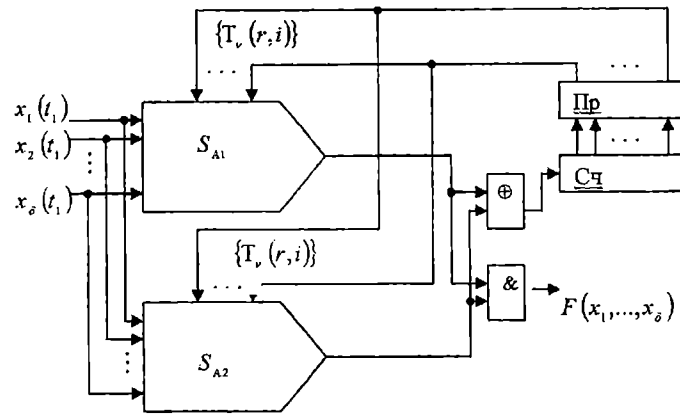 {T_ν(r,i)}
. . .
. . .
Пр
x_1(t_1)
S_A1
x_2(t_1)
. . .
Сч
x_δ(t_1)
⊕
{T_ν(r,i)}
. . .
&
F(x_1,...,x_δ)
S_A2